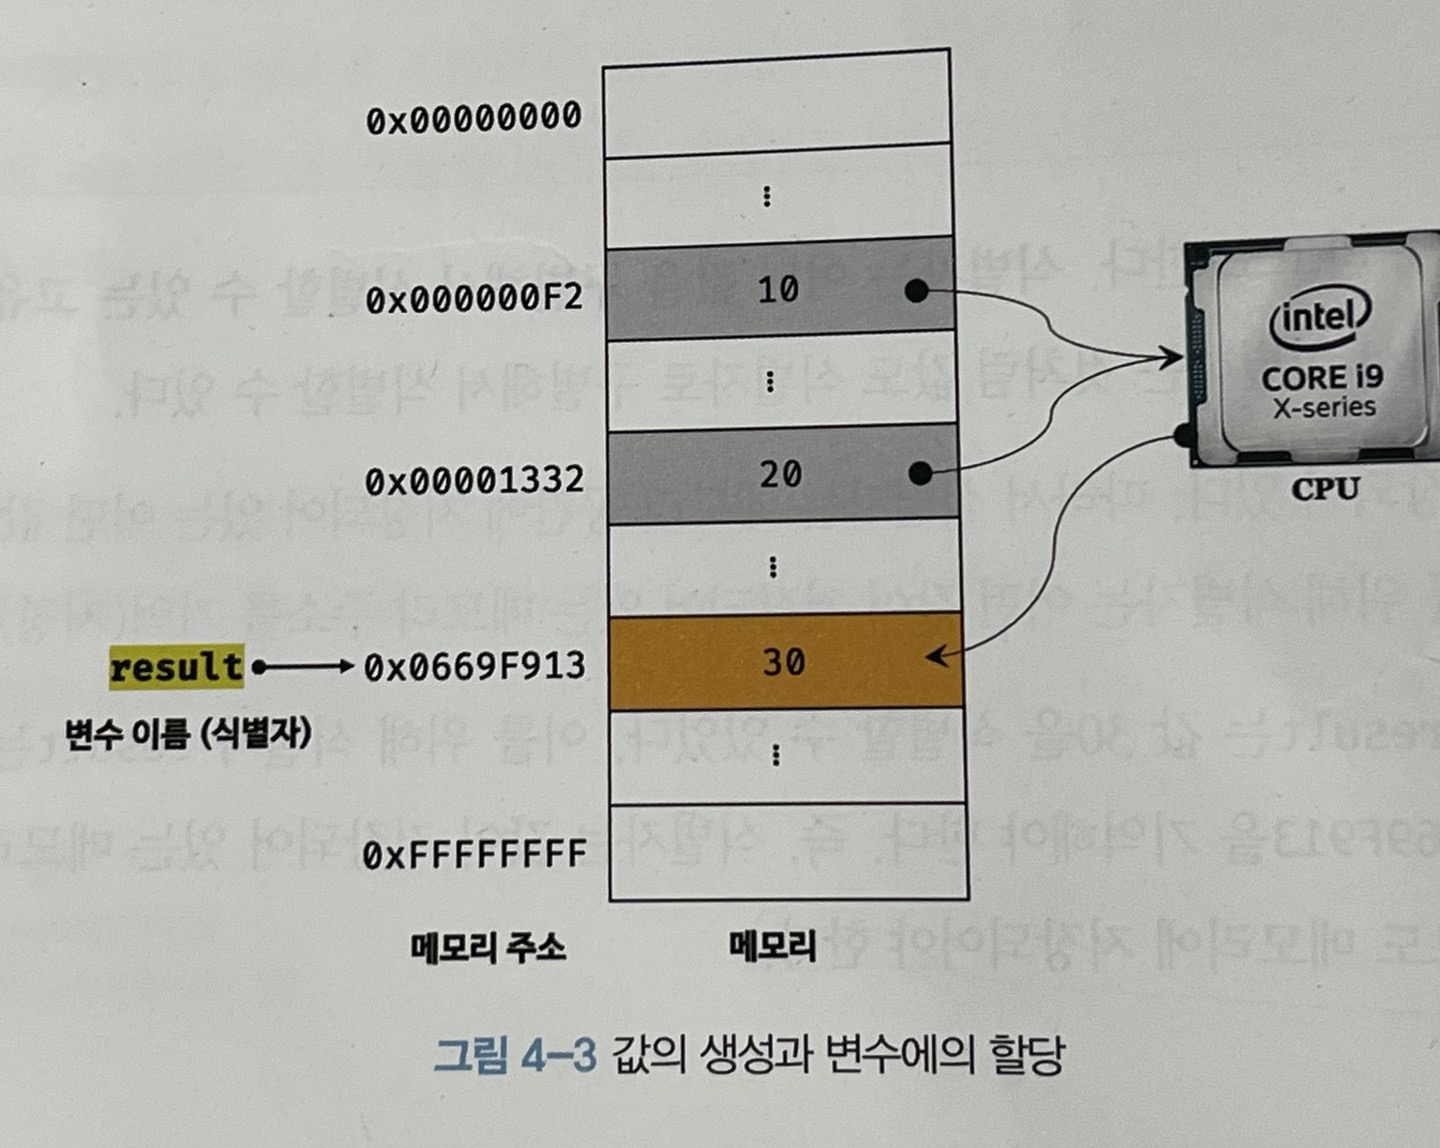 0x00000000
⋮
0x000000F2 10
⋮
0x00001332 20
⋮
result 0x0669F913 30
변수 이름 (식별자)
⋮
0xFFFFFFFF
메모리 주소 메모리
intel
CORE i9
X-series
CPU
그림 4-3 값의 생성과 변수에의 할당